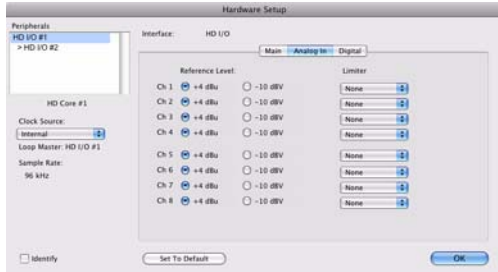 Hardware Setup
Peripherals
HD I/O #1
> HD I/O #2
HD Core #1
Clock Source:
Internal
Loop Master: HD I/O #1
Sample Rate:
96 kHz
Identify
Interface: HD I/O
Main Analog In Digital
Reference Level: Limiter
Ch 1 +4 dBu -10 dBV None
Ch 2 +4 dBu -10 dBV None
Ch 3 +4 dBu -10 dBV None
Ch 4 +4 dBu -10 dBV None
Ch 5 +4 dBu -10 dBV None
Ch 6 +4 dBu -10 dBV None
Ch 7 +4 dBu -10 dBV None
Ch 8 +4 dBu -10 dBV None
Set To Default
OK